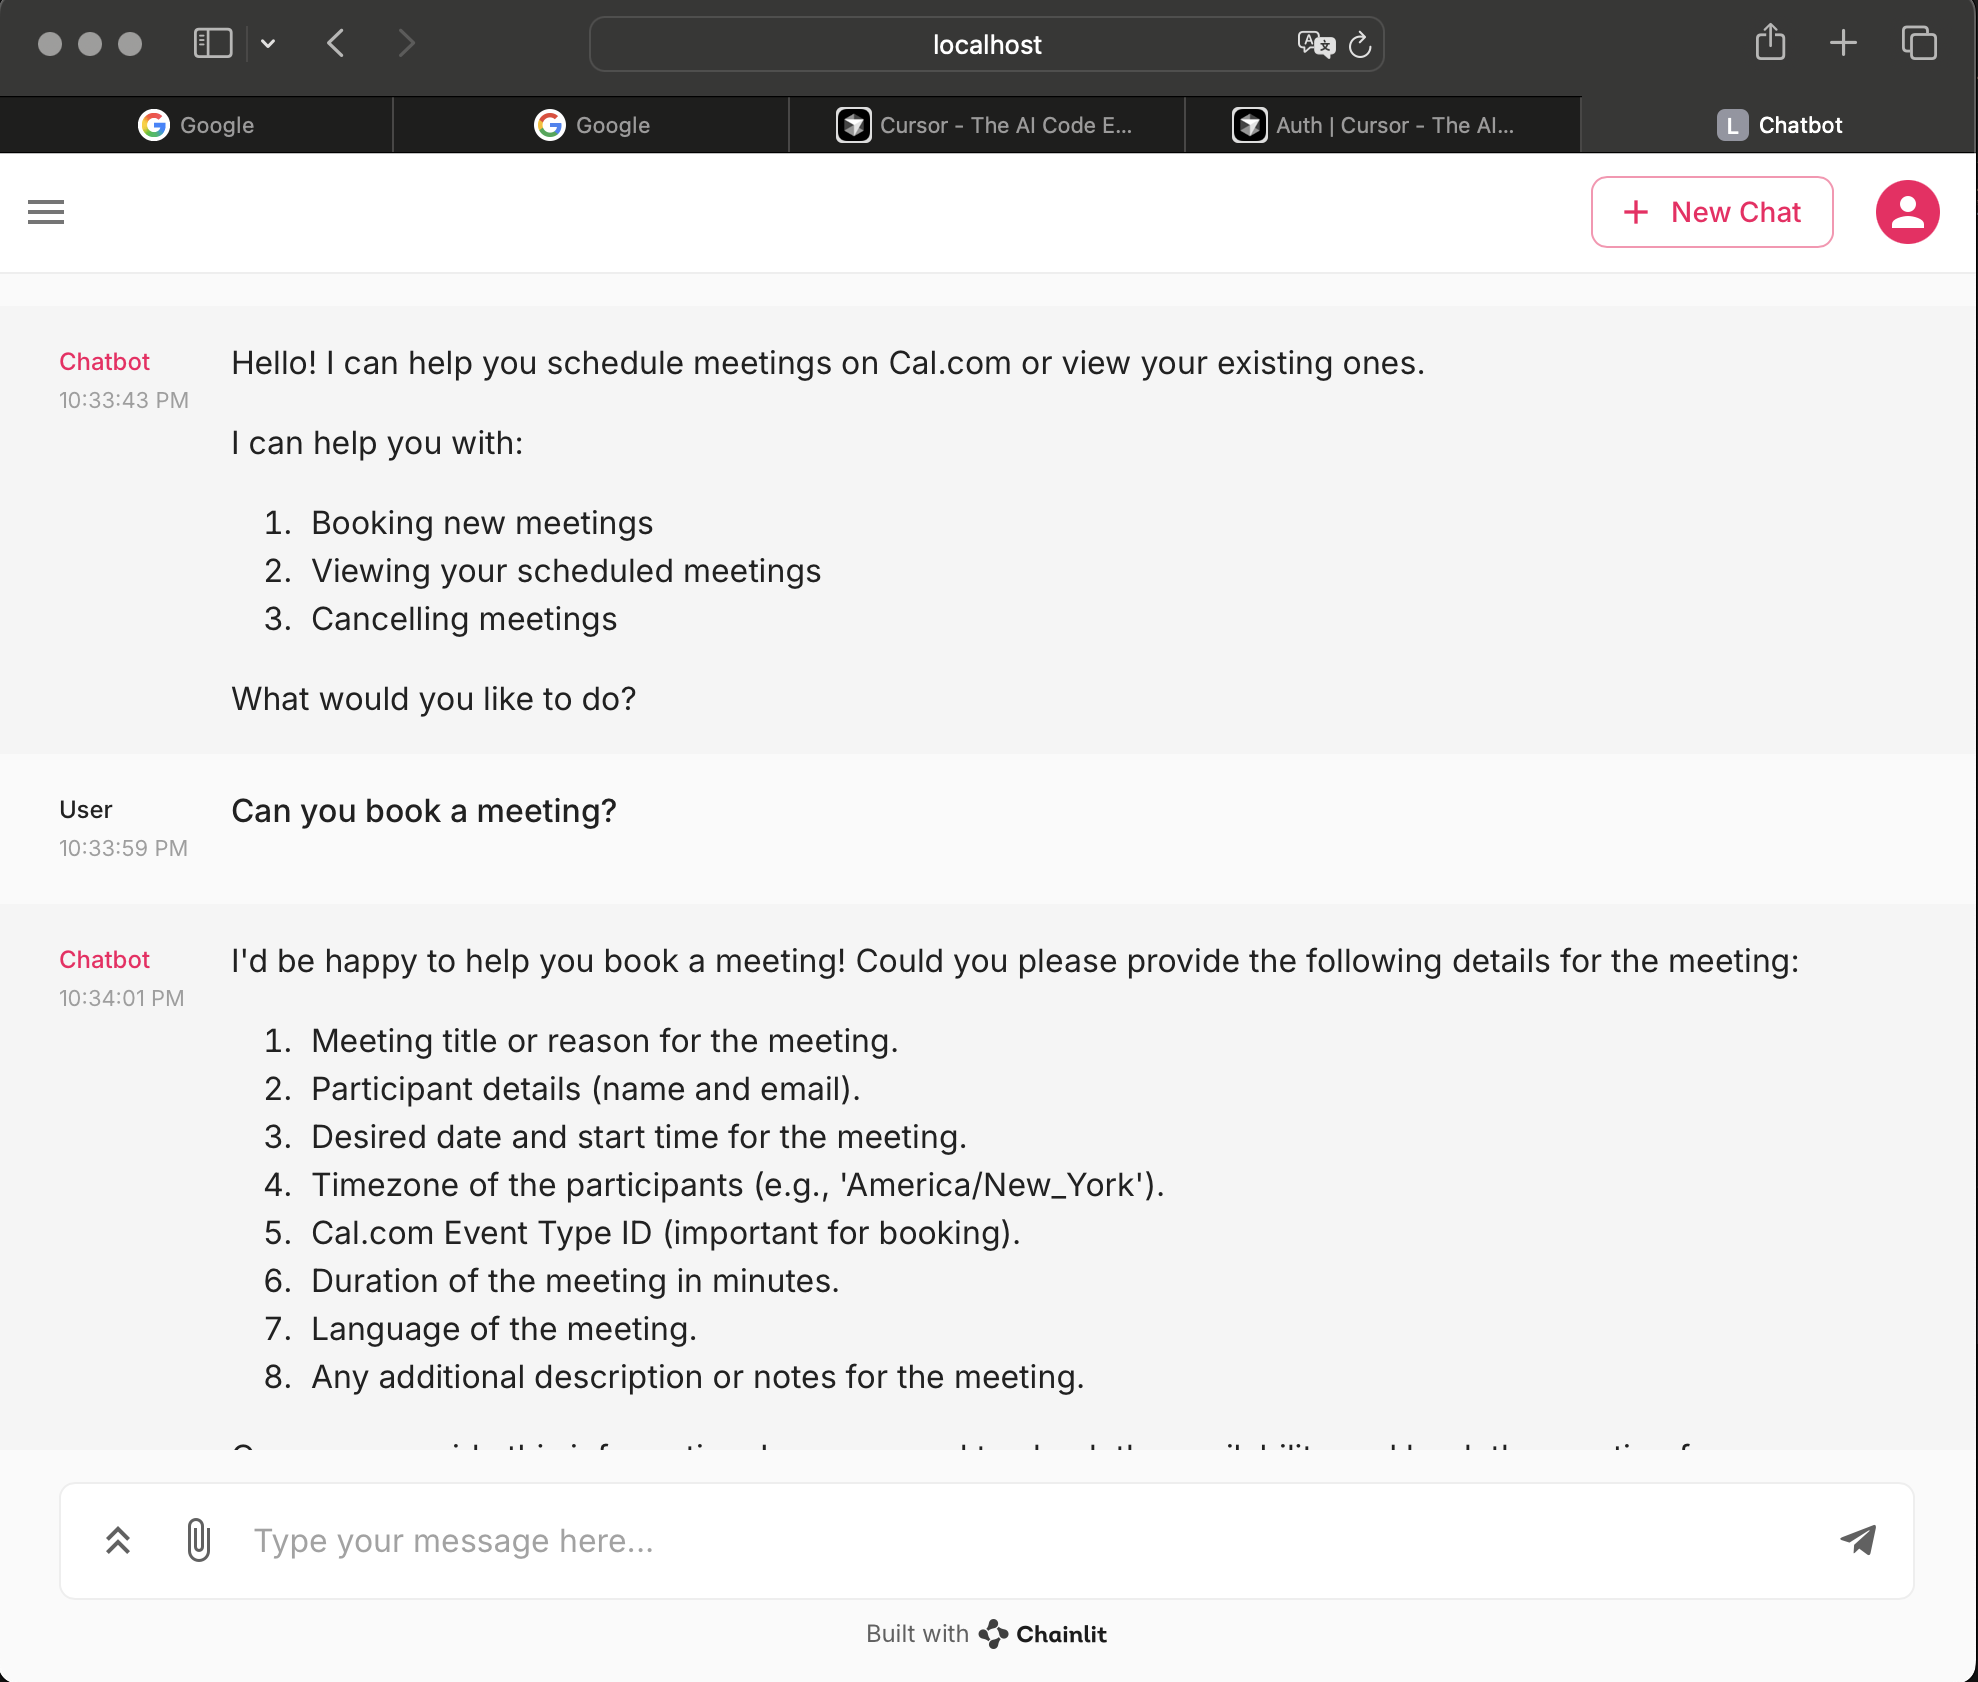 localhost
Google
Google
Cursor - The AI Code E...
Auth | Cursor - The AI...
L Chatbot
+ New Chat
Chatbot
10:33:43 PM
Hello! I can help you schedule meetings on Cal.com or view your existing ones.
I can help you with:
1. Booking new meetings
2. Viewing your scheduled meetings
3. Cancelling meetings
What would you like to do?
User
10:33:59 PM
Can you book a meeting?
Chatbot
10:34:01 PM
I'd be happy to help you book a meeting! Could you please provide the following details for the meeting:
1. Meeting title or reason for the meeting.
2. Participant details (name and email).
3. Desired date and start time for the meeting.
4. Timezone of the participants (e.g., 'America/New_York').
5. Cal.com Event Type ID (important for booking).
6. Duration of the meeting in minutes.
7. Language of the meeting.
8. Any additional description or notes for the meeting.
Type your message here...
Built with Chainlit